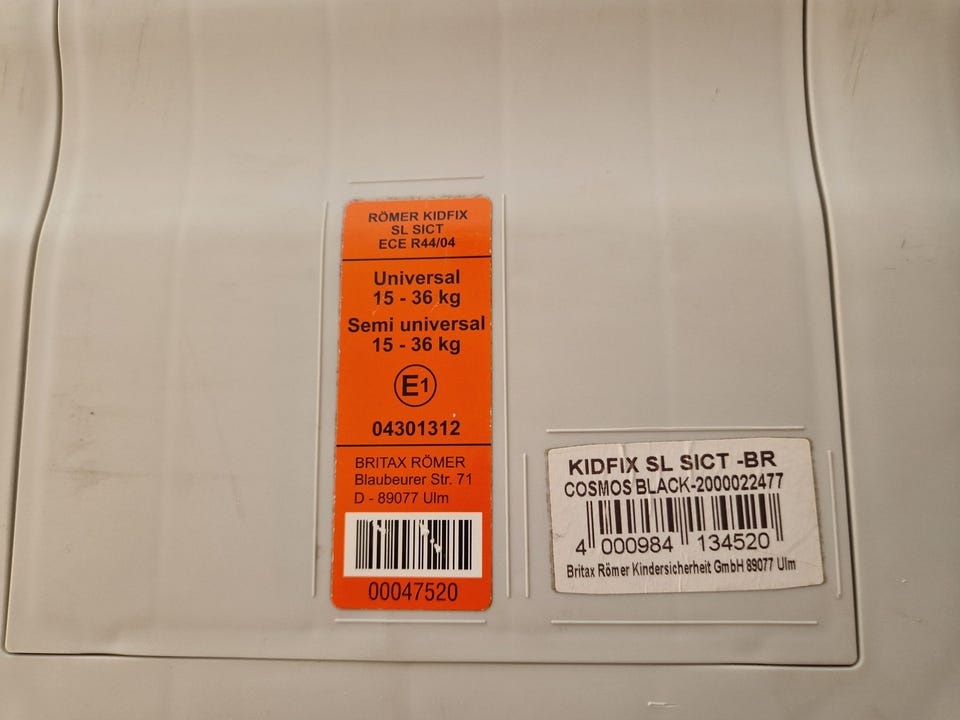 RÖMER KIDFIX
SL SICT
ECE R44/04
Universal
15 - 36 kg
Semi universal
15 - 36 kg
E1
04301312
BRITAX RÖMER
Blaubeurer Str. 71
D - 89077 Ulm
00047520
KIDFIX SL SICT -BR
COSMOS BLACK-2000022477
4 000984 134520
Britax Römer Kindersicherheit GmbH 89077 Ulm